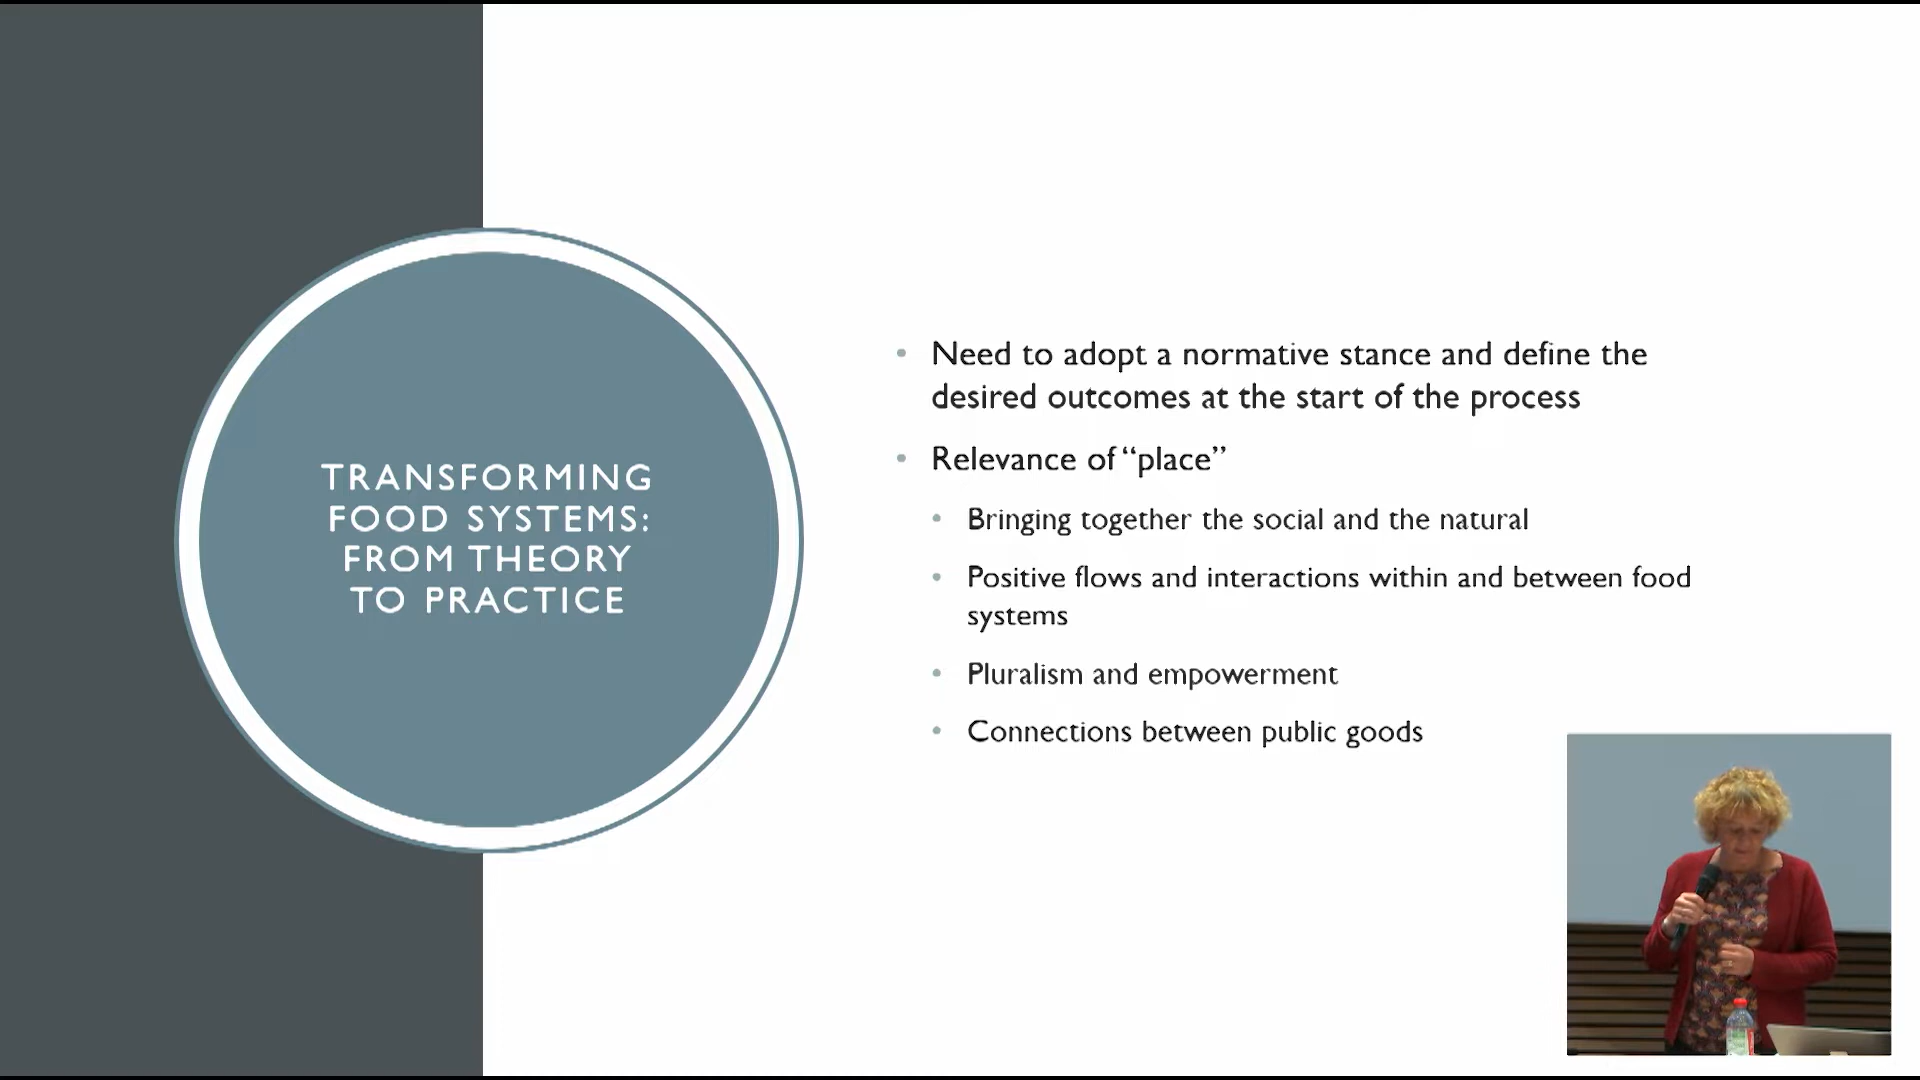 TRANSFORMING
FOOD SYSTEMS:
FROM THEORY
TO PRACTICE
• Need to adopt a normative stance and define the
desired outcomes at the start of the process
• Relevance of “place”
• Bringing together the social and the natural
• Positive flows and interactions within and between food
systems
• Pluralism and empowerment
• Connections between public goods